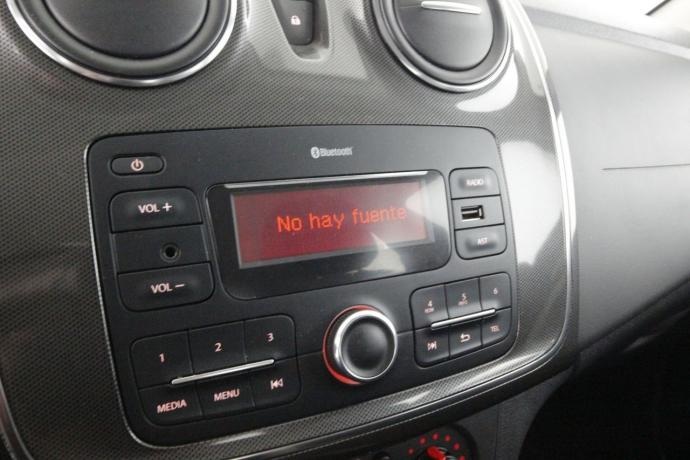 Bluetooth
VOL +
RADIO
No hay fuente
AST
VOL −
4
5
6
1
2
3
TEL
MEDIA
MENU